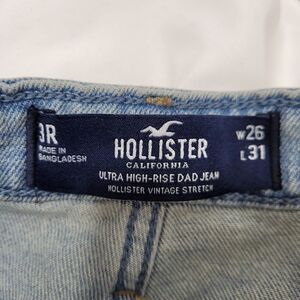 3R
MADE IN
BANGLADESH
HOLLISTER
CALIFORNIA
ULTRA HIGH-RISE DAD JEAN
HOLLISTER VINTAGE STRETCH
W26
L31